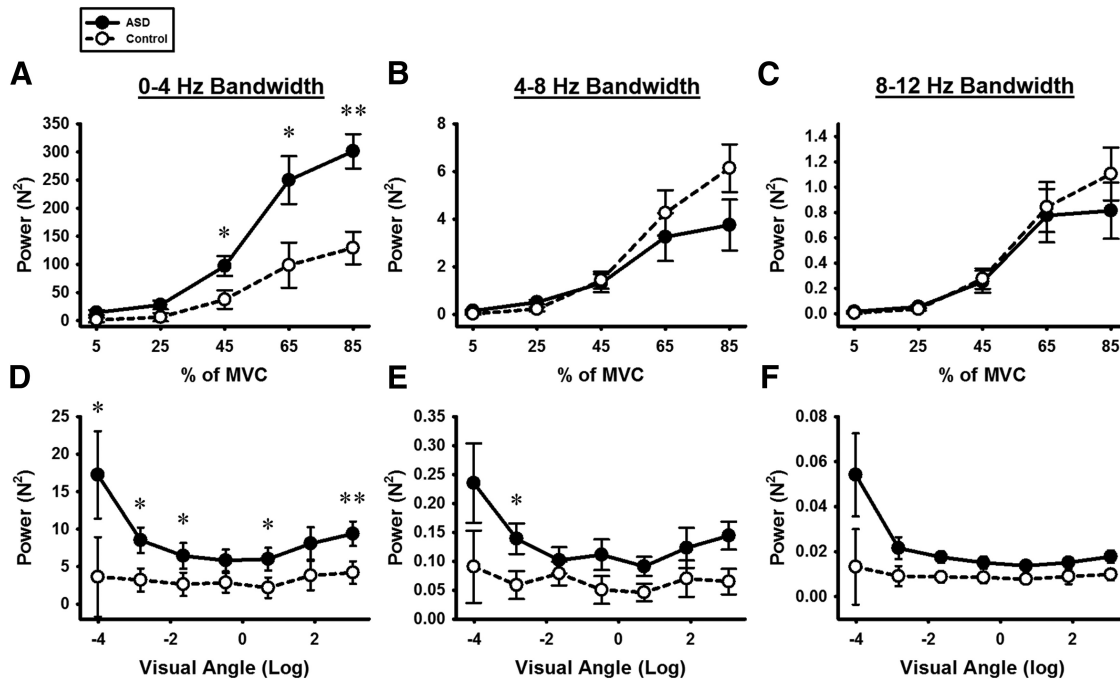 ASD
Control
A
0-4 Hz Bandwidth
350
300
250
200
150
100
50
0
Power (N²)
*
*
**
5 25 45 65 85
% of MVC
B
4-8 Hz Bandwidth
8
6
4
2
0
Power (N²)
5 25 45 65 85
% of MVC
C
8-12 Hz Bandwidth
1.4
1.2
1.0
0.8
0.6
0.4
0.2
0.0
Power (N²)
5 25 45 65 85
% of MVC
D
25
20
15
10
5
0
Power (N²)
*
*
*
*
**
-4 -2 0 2
Visual Angle (Log)
E
0.35
0.30
0.25
0.20
0.15
0.10
0.05
0.00
Power (N²)
*
-4 -2 0 2
Visual Angle (Log)
F
0.08
0.06
0.04
0.02
0.00
Power (N²)
-4 -2 0 2
Visual Angle (log)